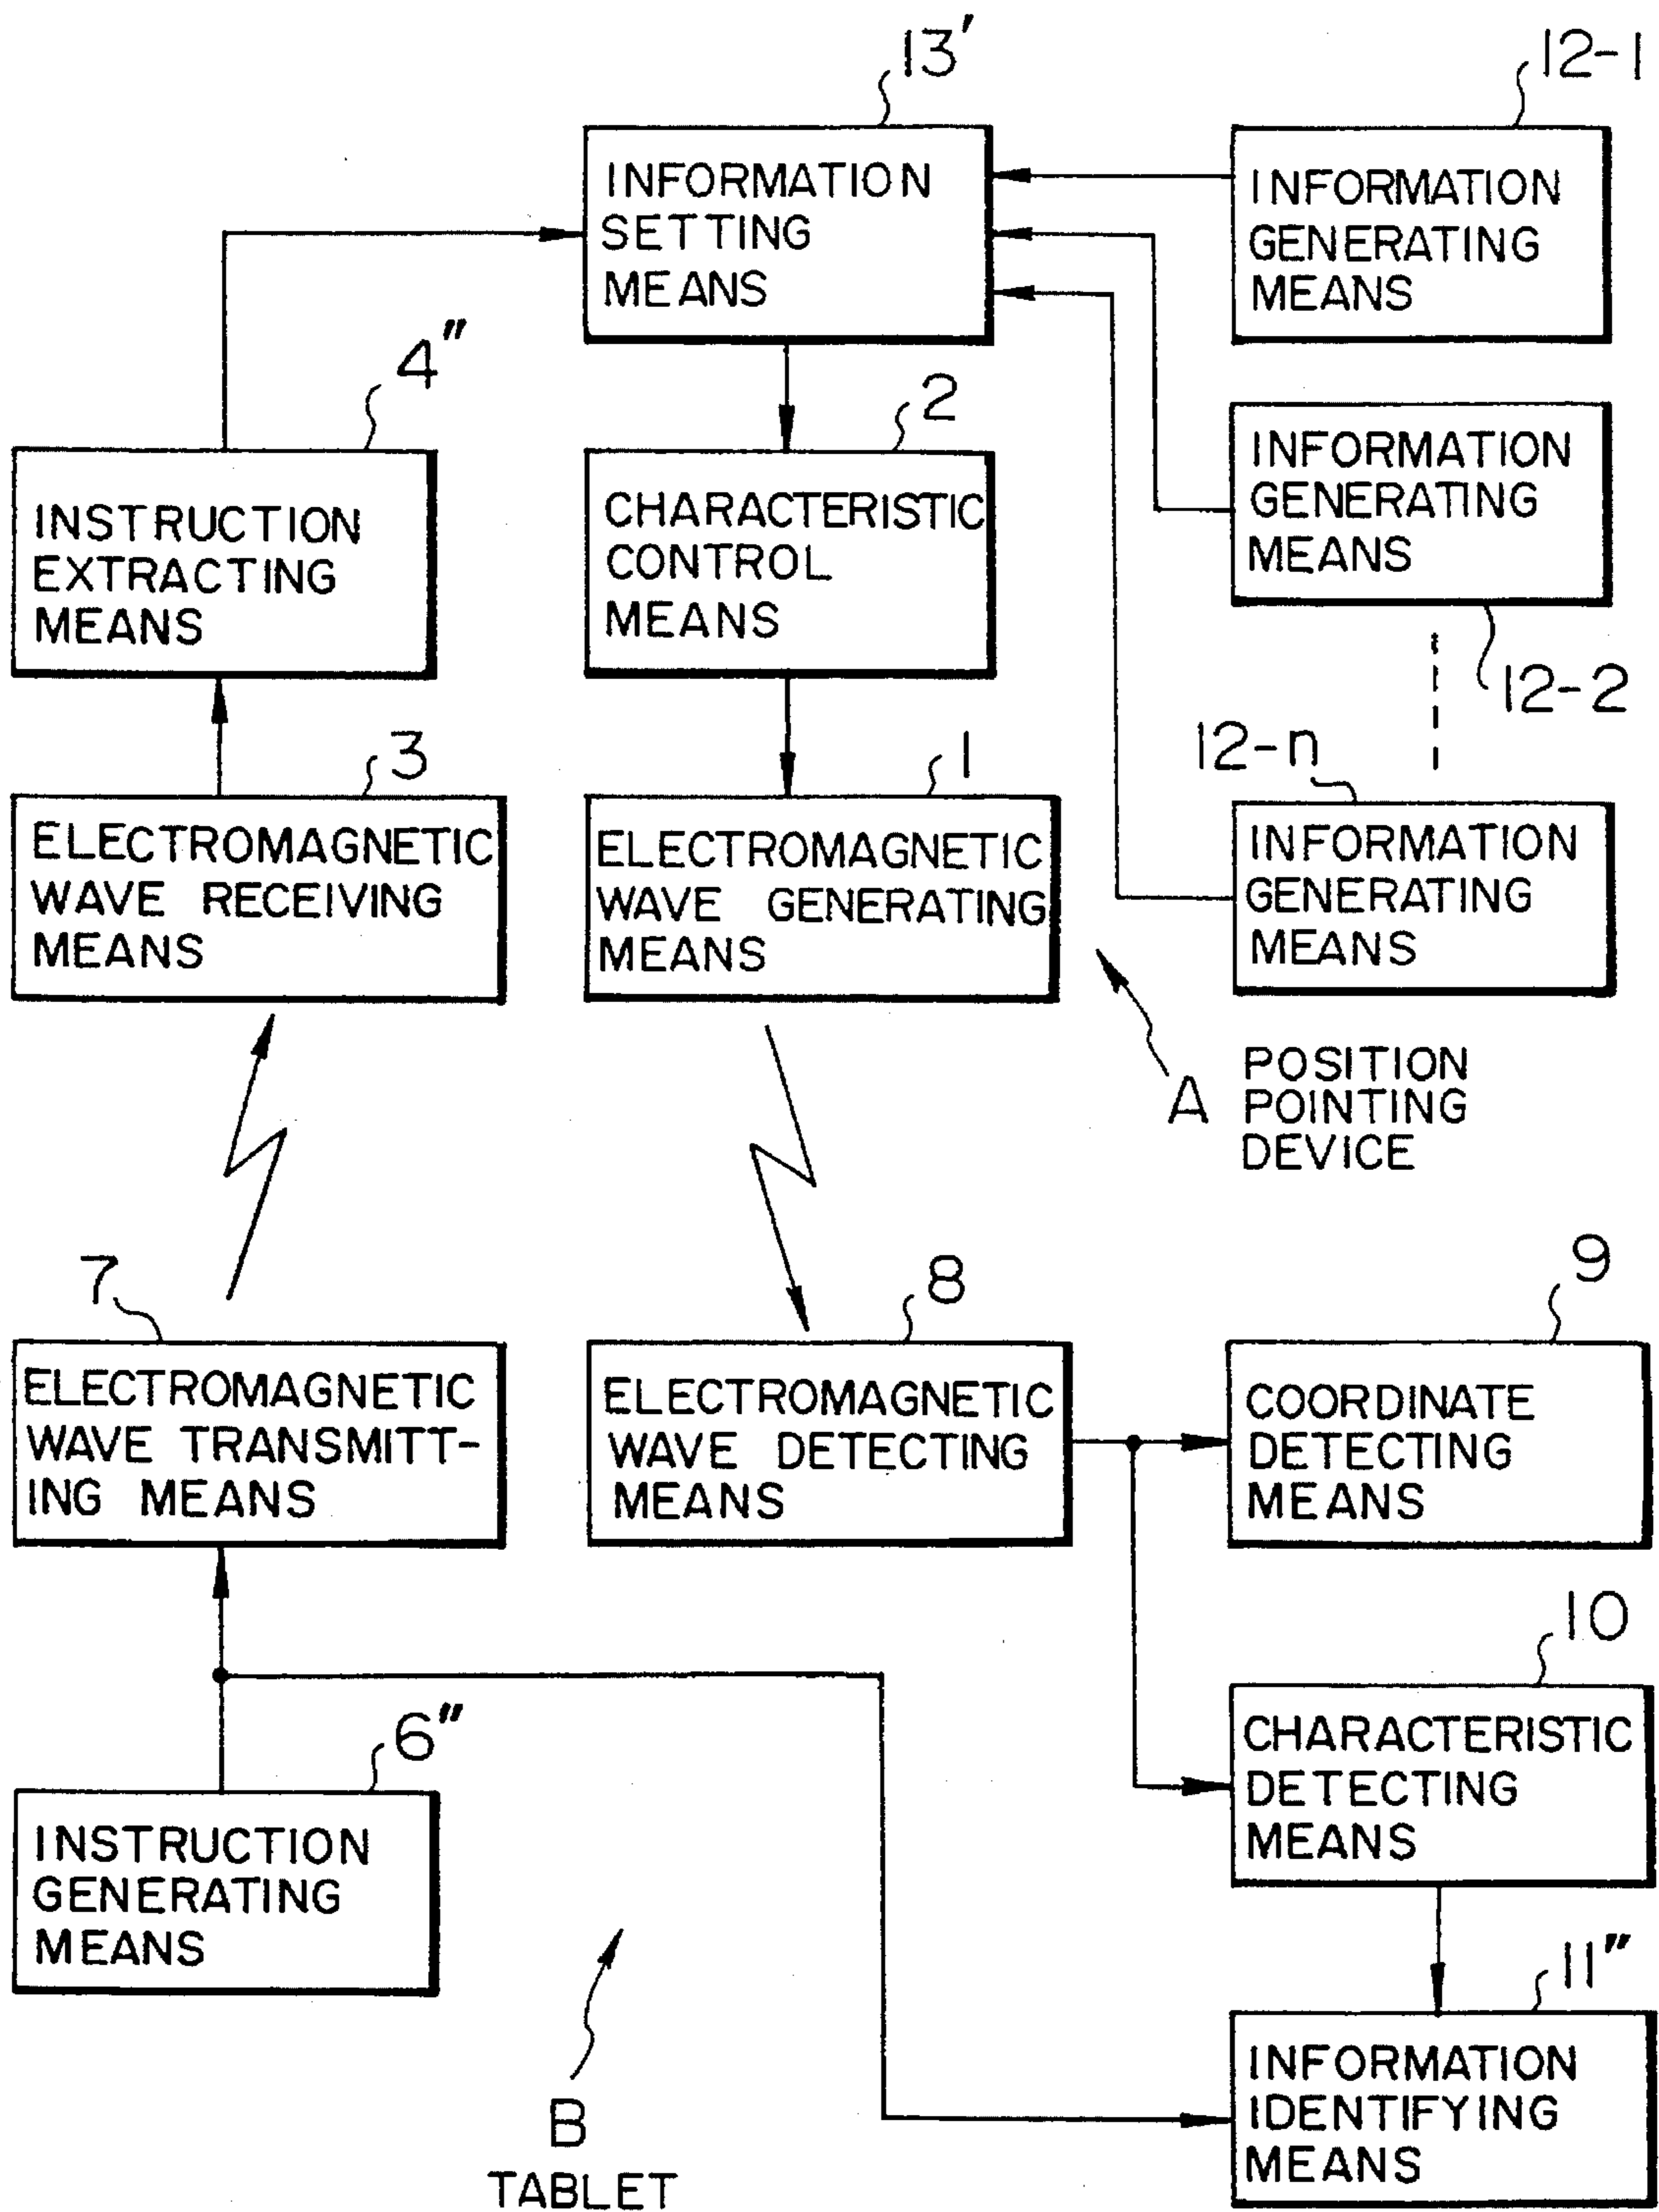 13′
12-1
INFORMATION
SETTING
MEANS
INFORMATION
GENERATING
MEANS
4″
2
INSTRUCTION
EXTRACTING
MEANS
CHARACTERISTIC
CONTROL
MEANS
INFORMATION
GENERATING
MEANS
12-2
3
1
12-n
ELECTROMAGNETIC
WAVE RECEIVING
MEANS
ELECTROMAGNETIC
WAVE GENERATING
MEANS
INFORMATION
GENERATING
MEANS
A
POSITION
POINTING
DEVICE
7
8
9
ELECTROMAGNETIC
WAVE TRANSMITT-
ING MEANS
ELECTROMAGNETIC
WAVE DETECTING
MEANS
COORDINATE
DETECTING
MEANS
10
6″
CHARACTERISTIC
DETECTING
MEANS
INSTRUCTION
GENERATING
MEANS
11″
INFORMATION
IDENTIFYING
MEANS
B
TABLET